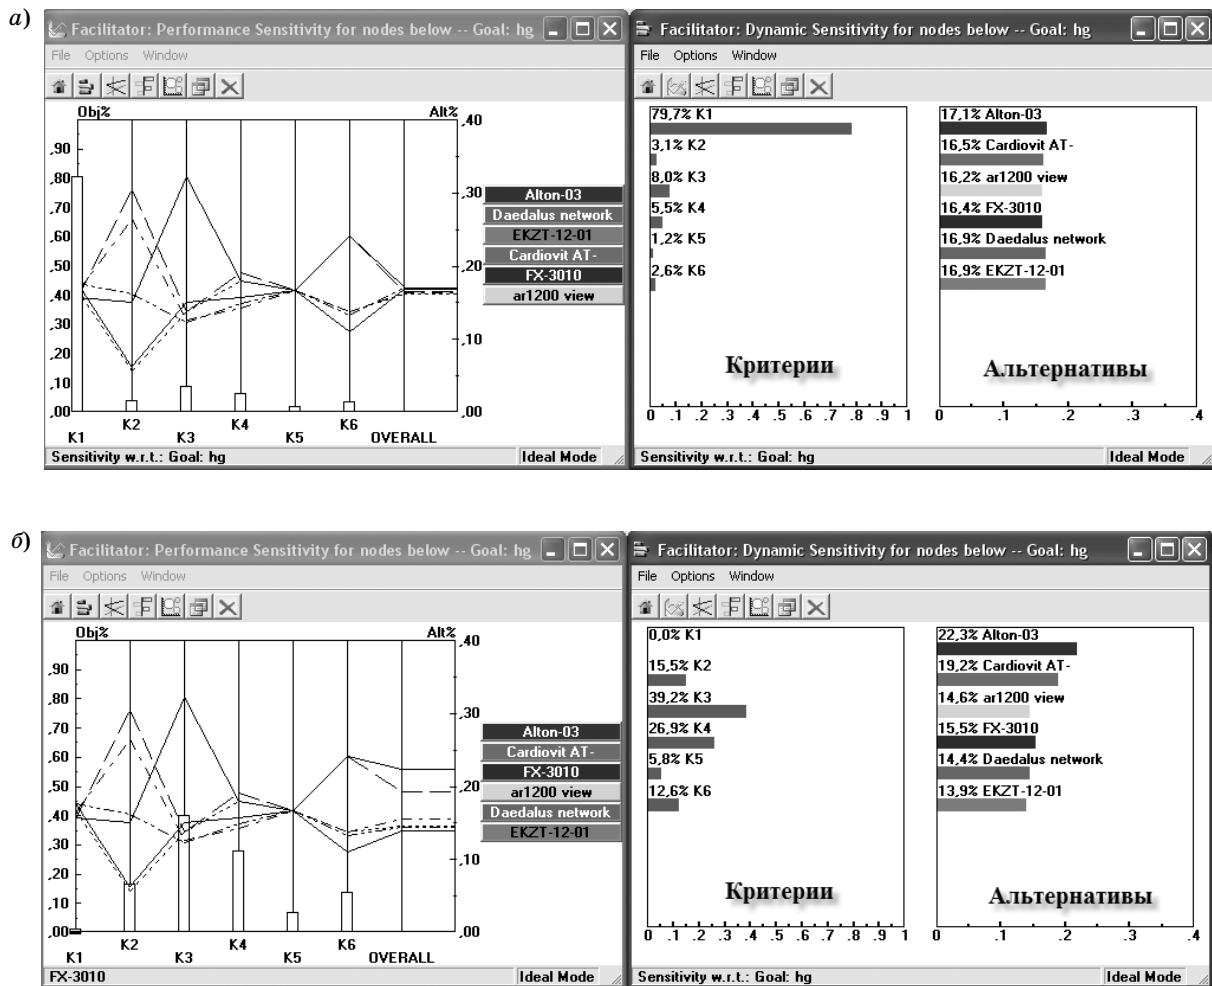 а)
Facilitator: Performance Sensitivity for nodes below -- Goal: hg
File Options Window
Obj% Alt%
,90
,80
,70
,60
,50
,40
,30
,20
,10
,00
,40
,30
,20
,10
,00
K1 K2 K3 K4 K5 K6 OVERALL
Alton-03
Daedalus network
EKZT-12-01
Cardiovit AT-
FX-3010
ar1200 view
Sensitivity w.r.t.: Goal: hg Ideal Mode
Facilitator: Dynamic Sensitivity for nodes below -- Goal: hg
File Options Window
79,7% K1
3,1% K2
8,0% K3
5,5% K4
1,2% K5
2,6% K6
Критерии
0 .1 .2 .3 .4 .5 .6 .7 .8 .9 1
17,1% Alton-03
16,5% Cardiovit AT-
16,2% ar1200 view
16,4% FX-3010
16,9% Daedalus network
16,9% EKZT-12-01
Альтернативы
0 .1 .2 .3 .4
Sensitivity w.r.t.: Goal: hg Ideal Mode
б)
Facilitator: Performance Sensitivity for nodes below -- Goal: hg
File Options Window
Obj% Alt%
,90
,80
,70
,60
,50
,40
,30
,20
,10
,00
,40
,30
,20
,10
,00
K1 K2 K3 K4 K5 K6 OVERALL
Alton-03
Cardiovit AT-
FX-3010
ar1200 view
Daedalus network
EKZT-12-01
FX-3010 Ideal Mode
Facilitator: Dynamic Sensitivity for nodes below -- Goal: hg
File Options Window
0,0% K1
15,5% K2
39,2% K3
26,9% K4
5,8% K5
12,6% K6
Критерии
0 .1 .2 .3 .4 .5 .6 .7 .8 .9 1
22,3% Alton-03
19,2% Cardiovit AT-
14,6% ar1200 view
15,5% FX-3010
14,4% Daedalus network
13,9% EKZT-12-01
Альтернативы
0 .1 .2 .3 .4
Sensitivity w.r.t.: Goal: hg Ideal Mode